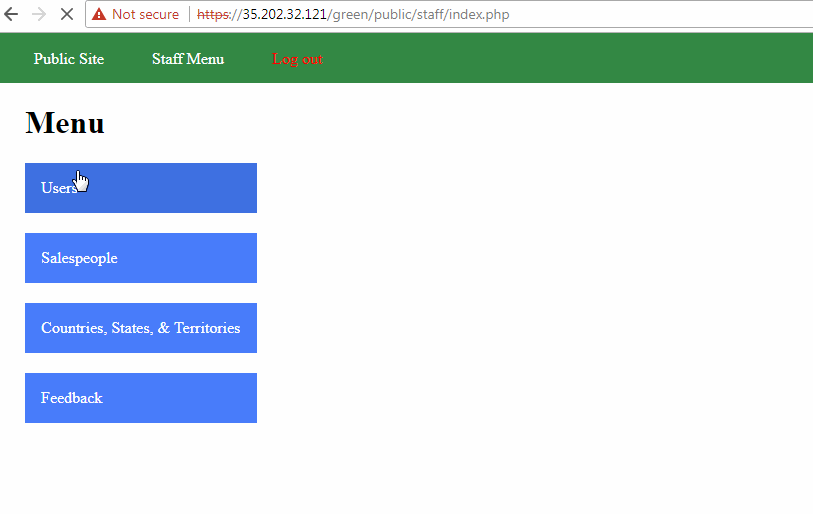 Not secure https://35.202.32.121/green/public/staff/index.php
Public Site Staff Menu Log out
Menu
Users
Salespeople
Countries, States, & Territories
Feedback